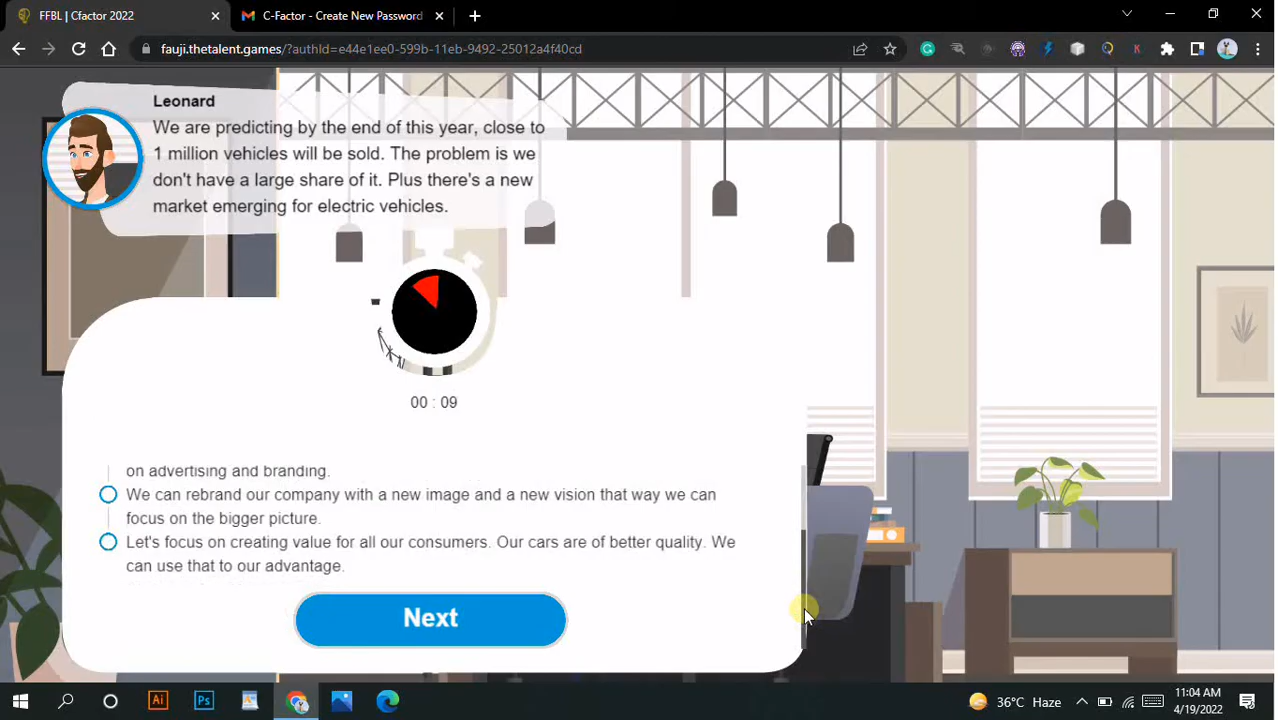 FFBL | Cfactor 2022
C-Factor - Create New Password
fauji.thetalent.games/?authId=e44e1ee0-599b-11eb-9492-25012a4f40cd
Leonard
We are predicting by the end of this year, close to
1 million vehicles will be sold. The problem is we
don't have a large share of it. Plus there's a new
market emerging for electric vehicles.
00 : 09
on advertising and branding.
We can rebrand our company with a new image and a new vision that way we can
focus on the bigger picture.
Let's focus on creating value for all our consumers. Our cars are of better quality. We
can use that to our advantage.
Next
Ai
Ps
36°C Haze
11:04 AM
4/19/2022